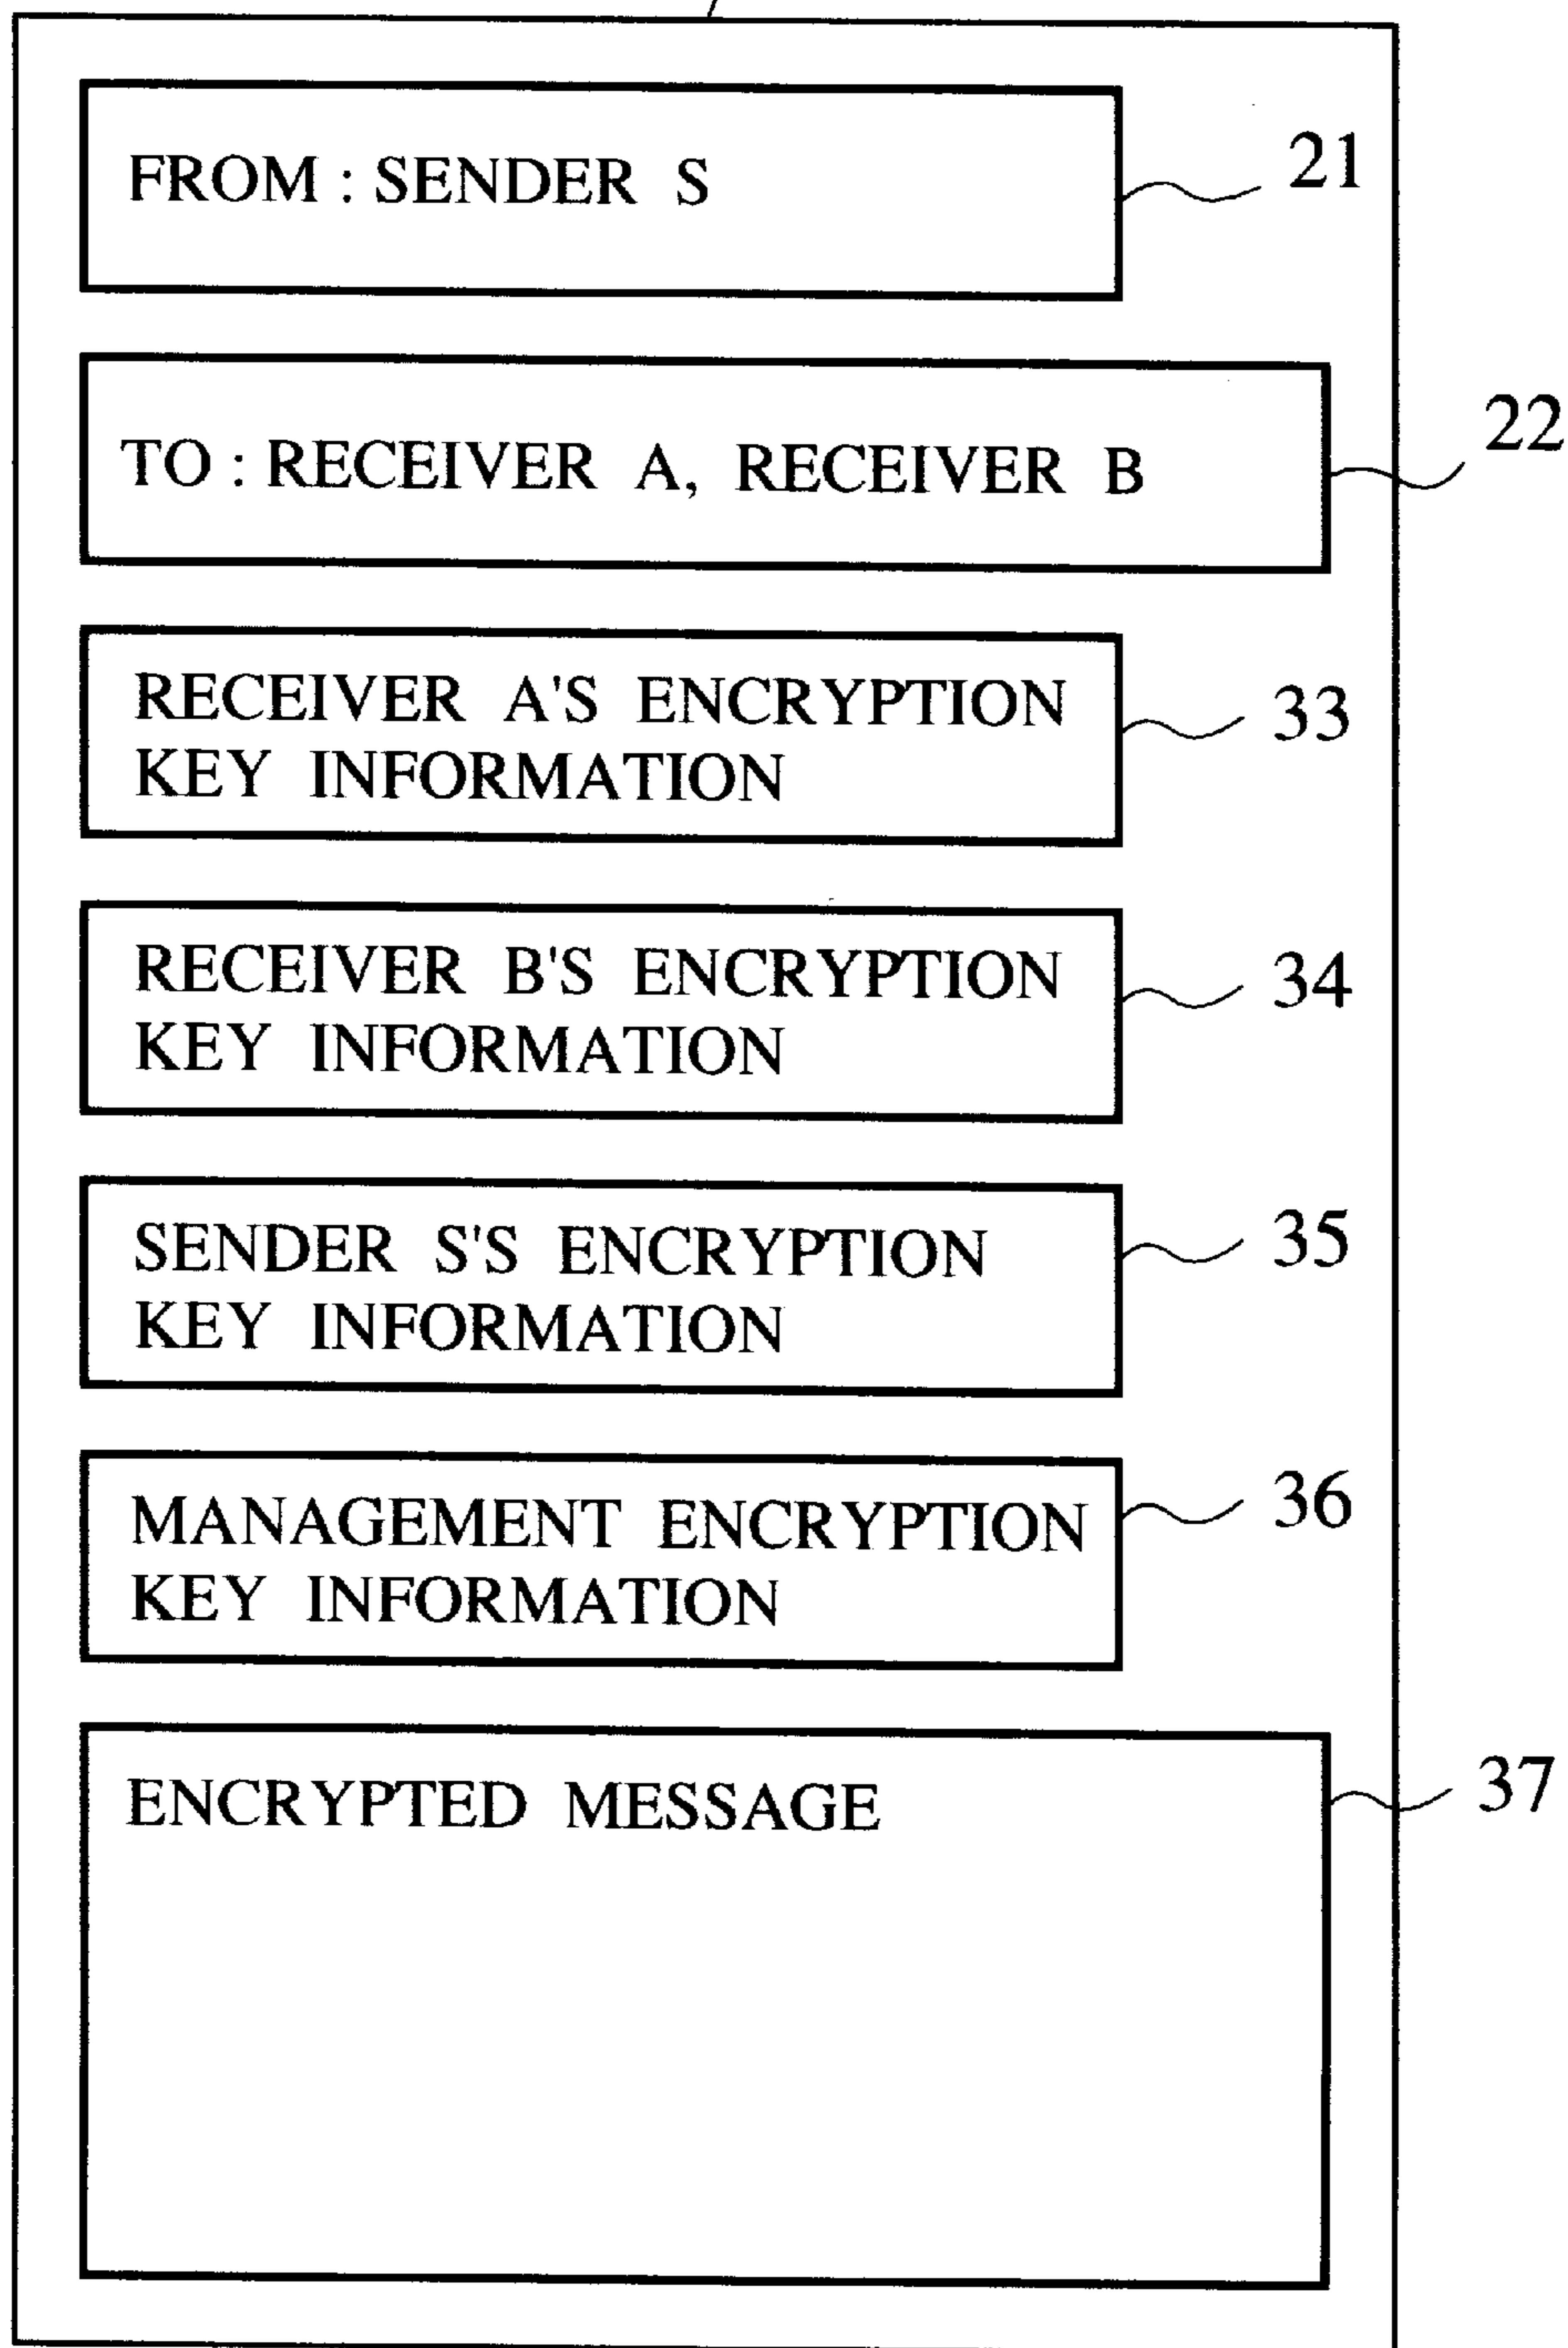 FROM : SENDER S
21
TO : RECEIVER A, RECEIVER B
22
RECEIVER A'S ENCRYPTION
KEY INFORMATION
33
RECEIVER B'S ENCRYPTION
KEY INFORMATION
34
SENDER S'S ENCRYPTION
KEY INFORMATION
35
MANAGEMENT ENCRYPTION
KEY INFORMATION
36
ENCRYPTED MESSAGE
37